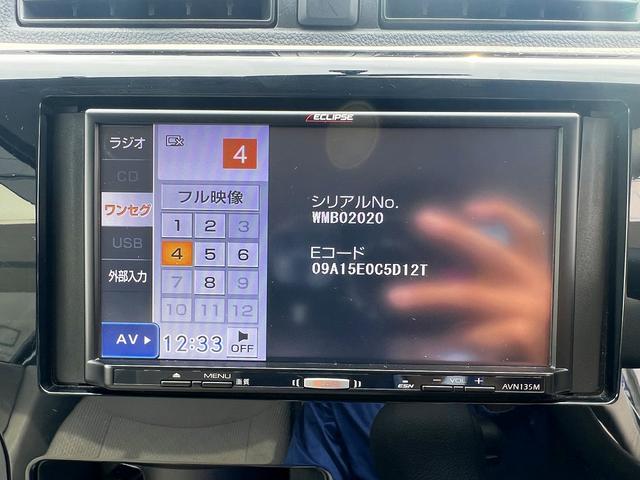 ECLIPSE
ラジオ
CD
ワンセグ
USB
外部入力
AV
4
フル映像
1 2 3
4 5 6
7 8 9
10 11 12
12:33
OFF
シリアルNo.
WMB02020
Eコード
09A15E0C5D12T
MENU
画質
ESN
VOL +
AVN135M